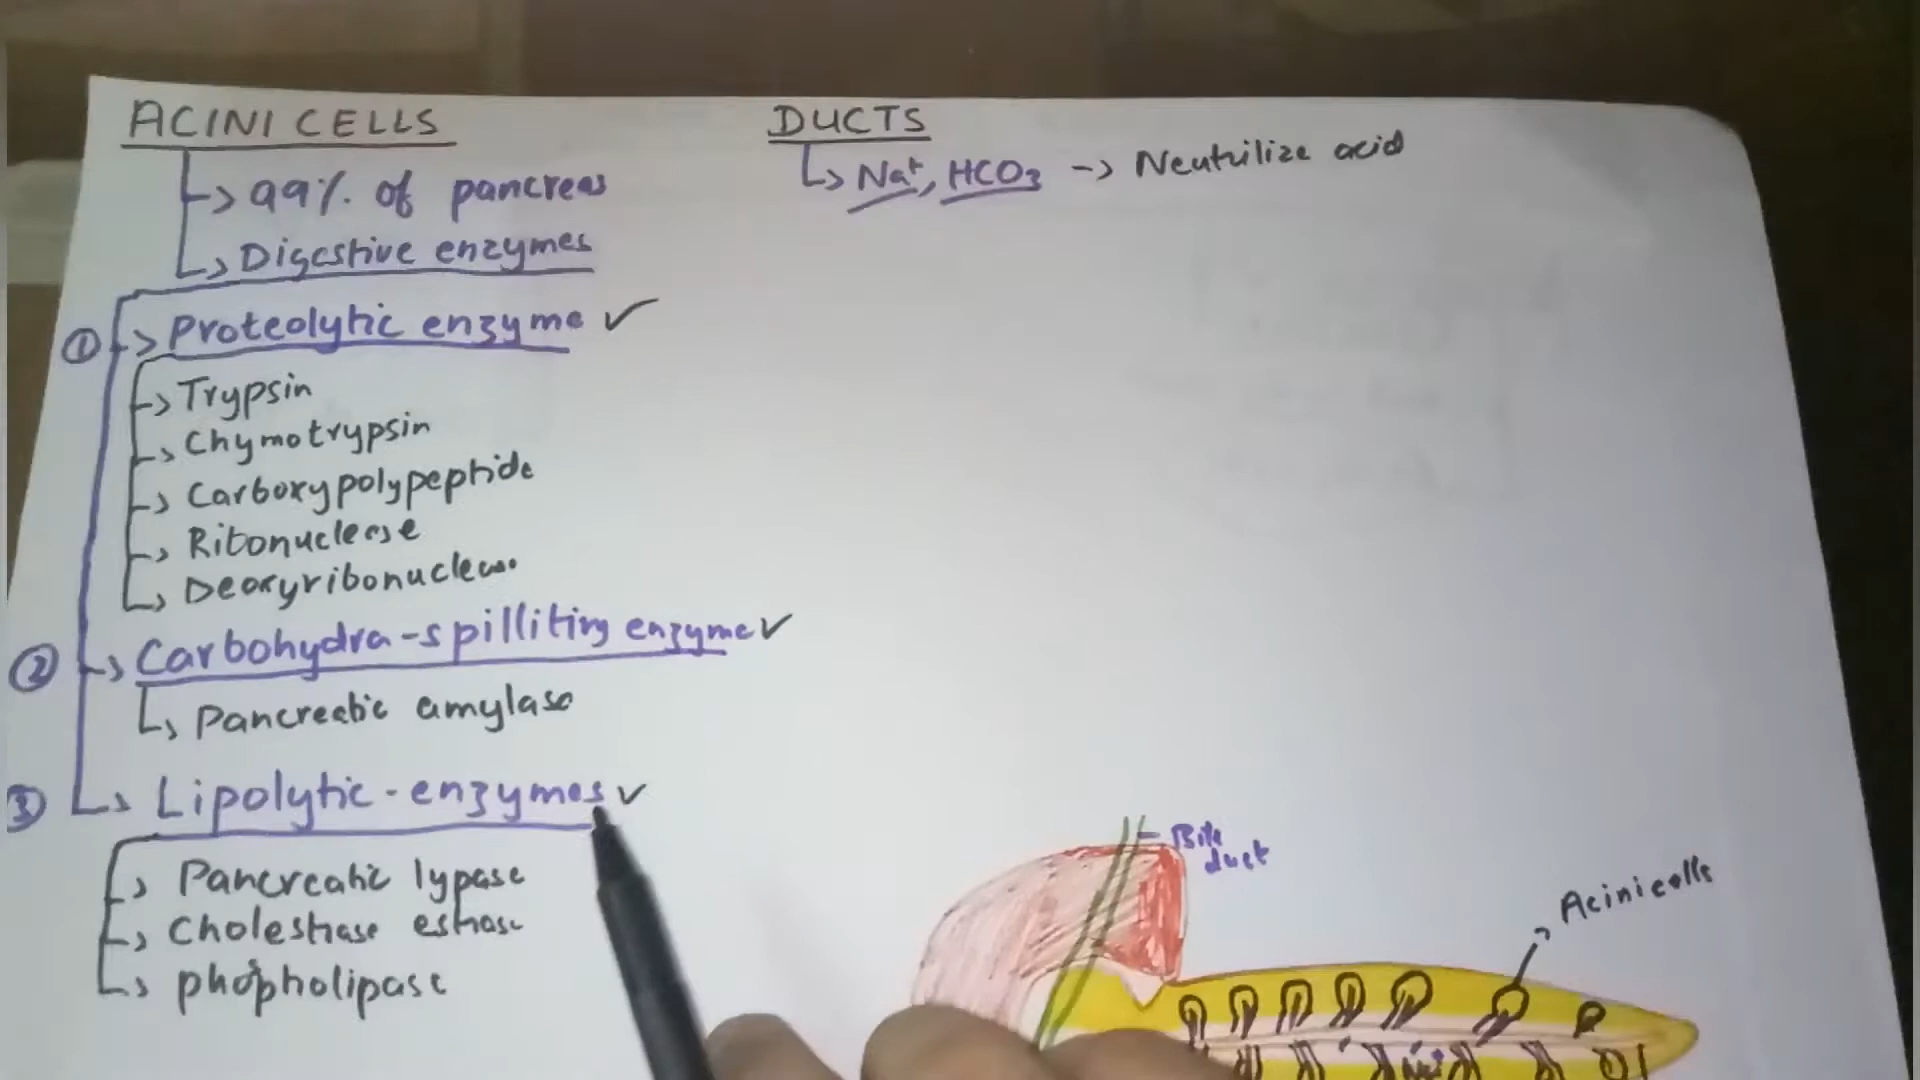 ACINI CELLS
99% of pancreas
Digestive enzymes
① Proteolytic enzyme ✓
Trypsin
Chymotrypsin
Carboxypolypeptide
Ribonuclease
Deoxyribonuclease
② Carbohydra-spilliting enzyme ✓
Pancreatic amylase
③ Lipolytic-enzymes ✓
Pancreatic lypase
Cholestrase estrase
phospholipase
DUCTS
Na+, HCO3 -> Neutrilize acid
Bile
duct
Acini cells